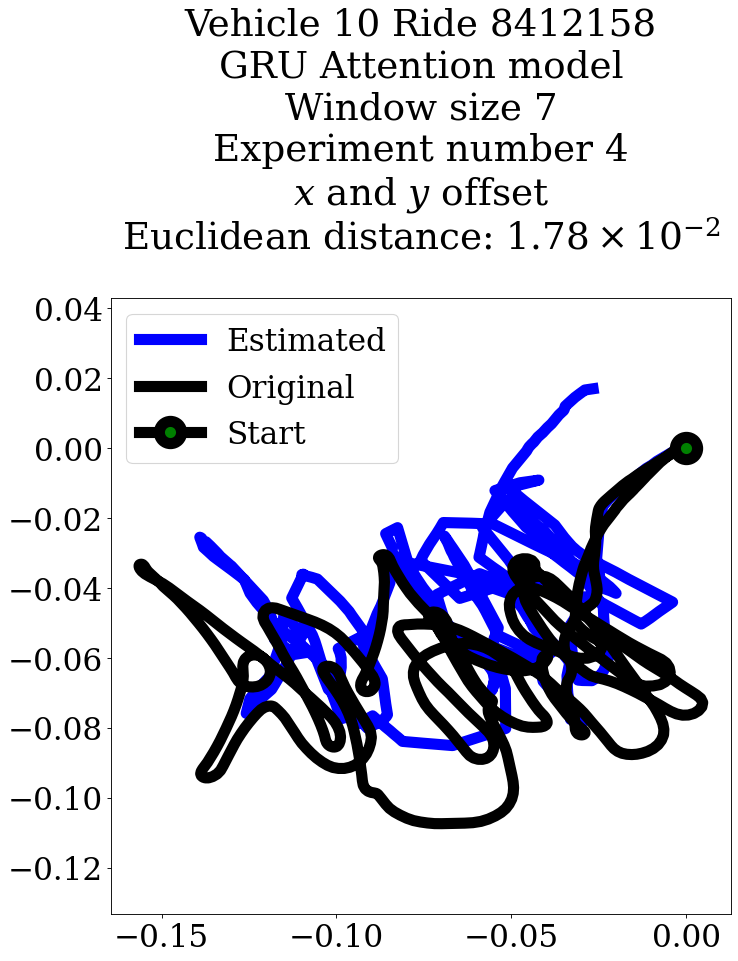 Vehicle 10 Ride 8412158
GRU Attention model
Window size 7
Experiment number 4
x and y offset
Euclidean distance: 1.78 × 10⁻²
0.04
0.02
0.00
−0.02
−0.04
−0.06
−0.08
−0.10
−0.12
Estimated
Original
Start
−0.15 −0.10 −0.05 0.00